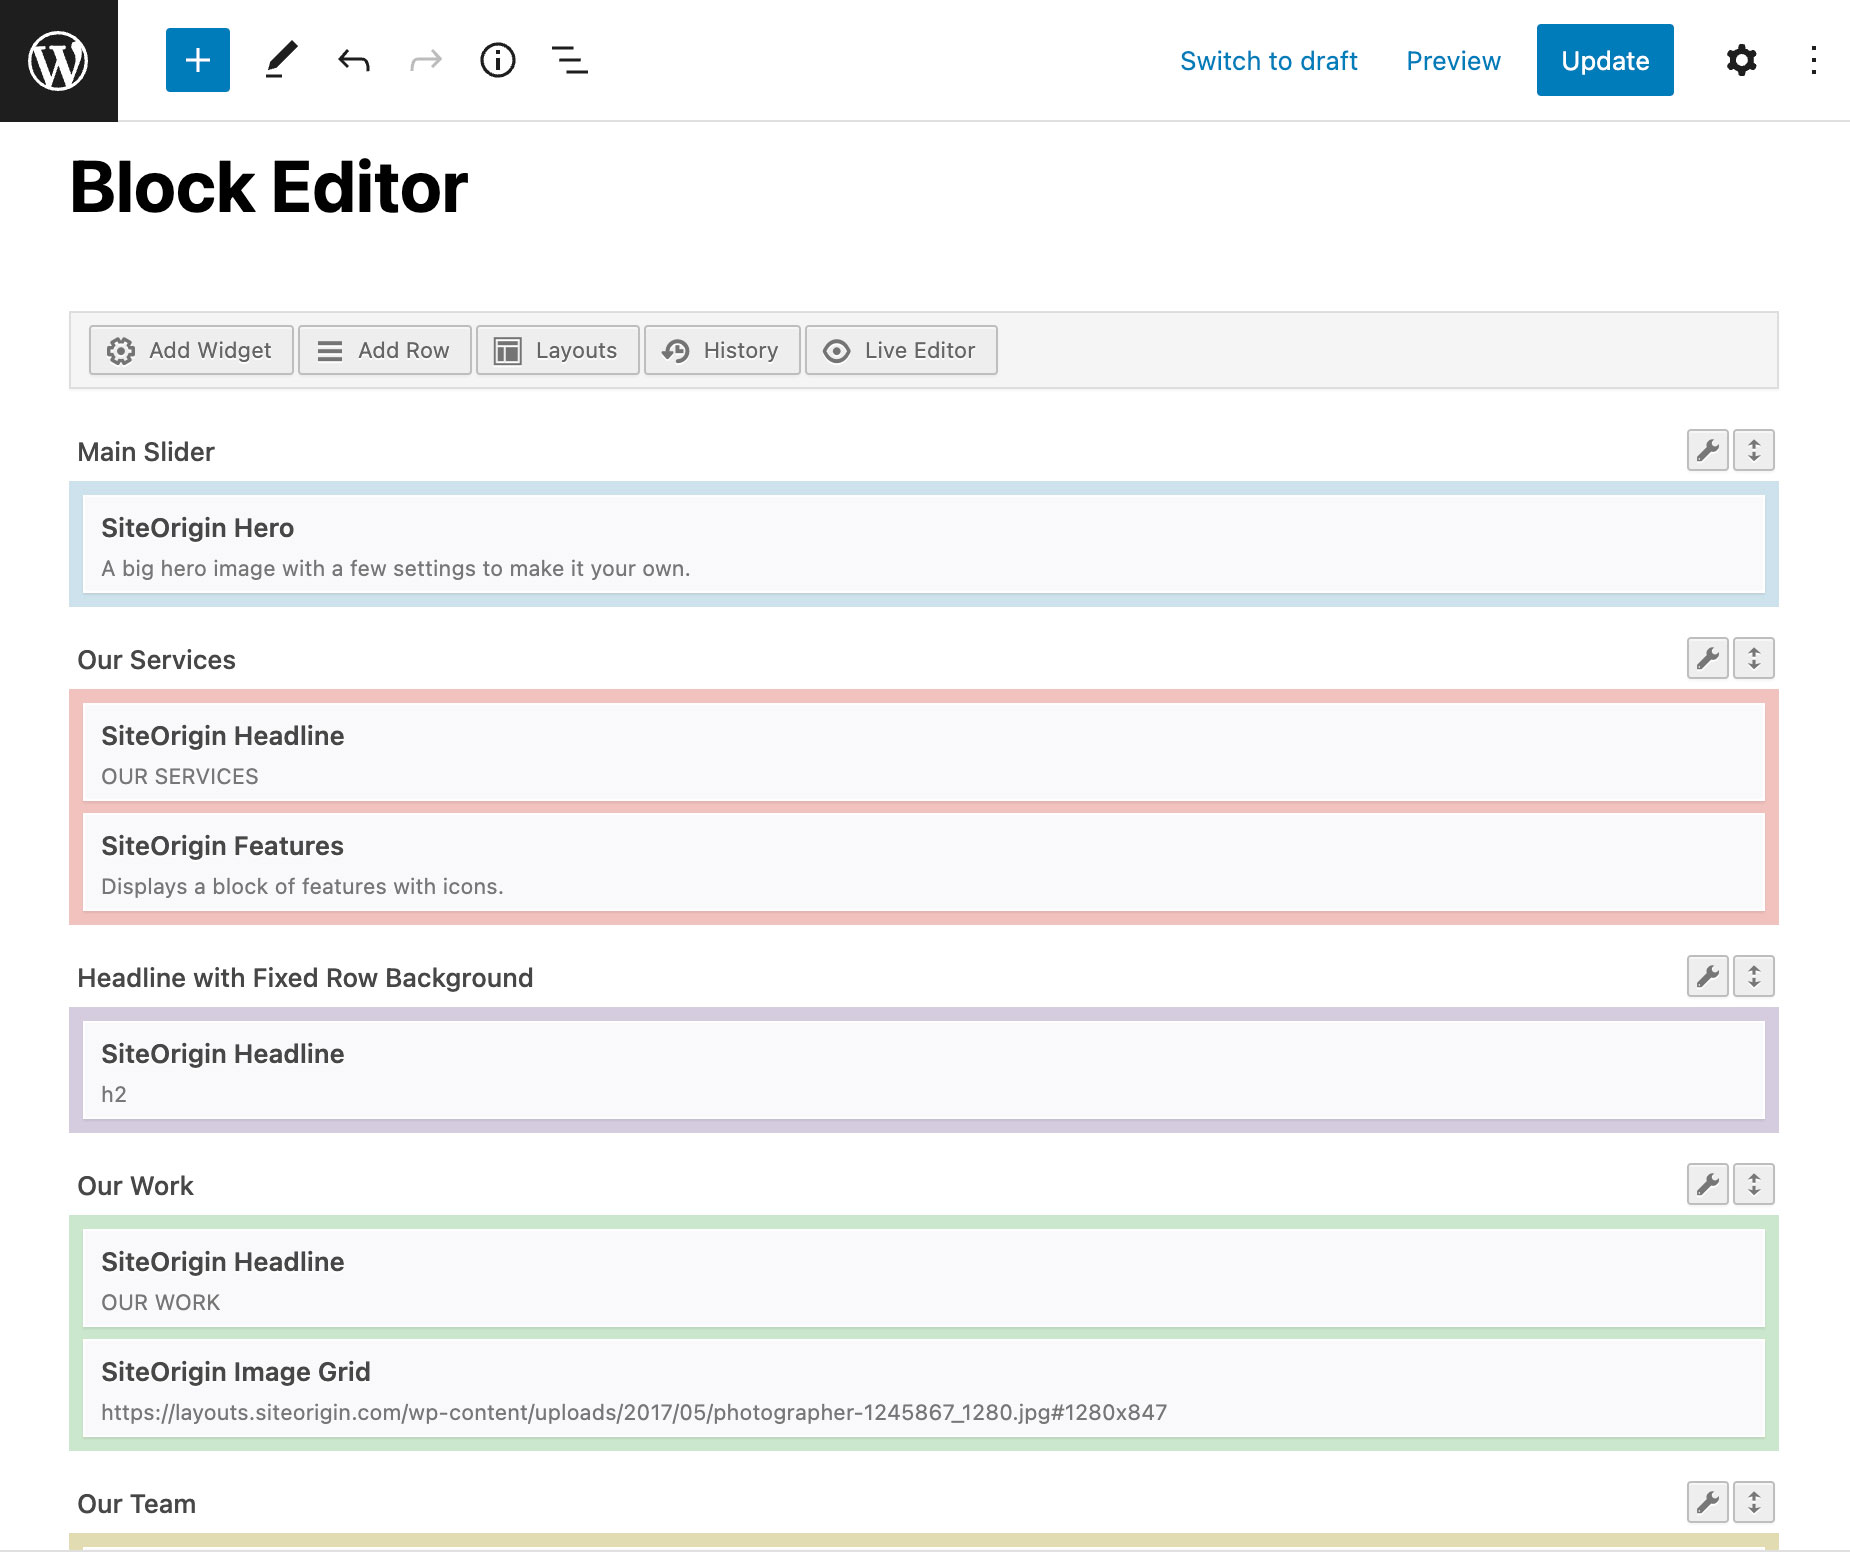 Switch to draft Preview Update
Block Editor
Add Widget Add Row Layouts History Live Editor
Main Slider
SiteOrigin Hero
A big hero image with a few settings to make it your own.
Our Services
SiteOrigin Headline
OUR SERVICES
SiteOrigin Features
Displays a block of features with icons.
Headline with Fixed Row Background
SiteOrigin Headline
h2
Our Work
SiteOrigin Headline
OUR WORK
SiteOrigin Image Grid
https://layouts.siteorigin.com/wp-content/uploads/2017/05/photographer-1245867_1280.jpg#1280x847
Our Team